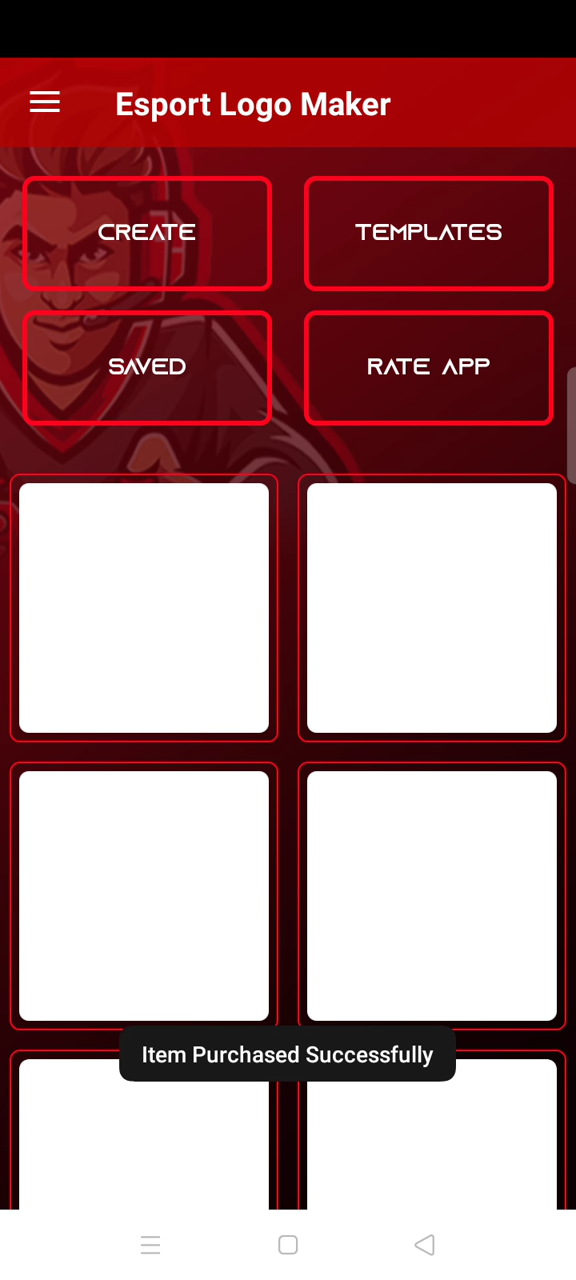 Esport Logo Maker
CREATE
TEMPLATES
SAVED
RATE APP
Item Purchased Successfully